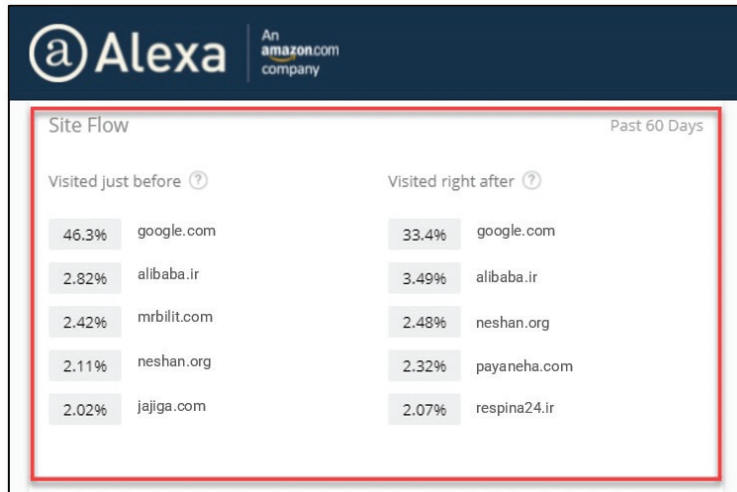 a Alexa
An
amazon.com
company
Site Flow
Past 60 Days
Visited just before ?
46.3% google.com
2.82% alibaba.ir
2.42% mrbilit.com
2.11% neshan.org
2.02% jajiga.com
Visited right after ?
33.4% google.com
3.49% alibaba.ir
2.48% neshan.org
2.32% payaneha.com
2.07% respina24.ir